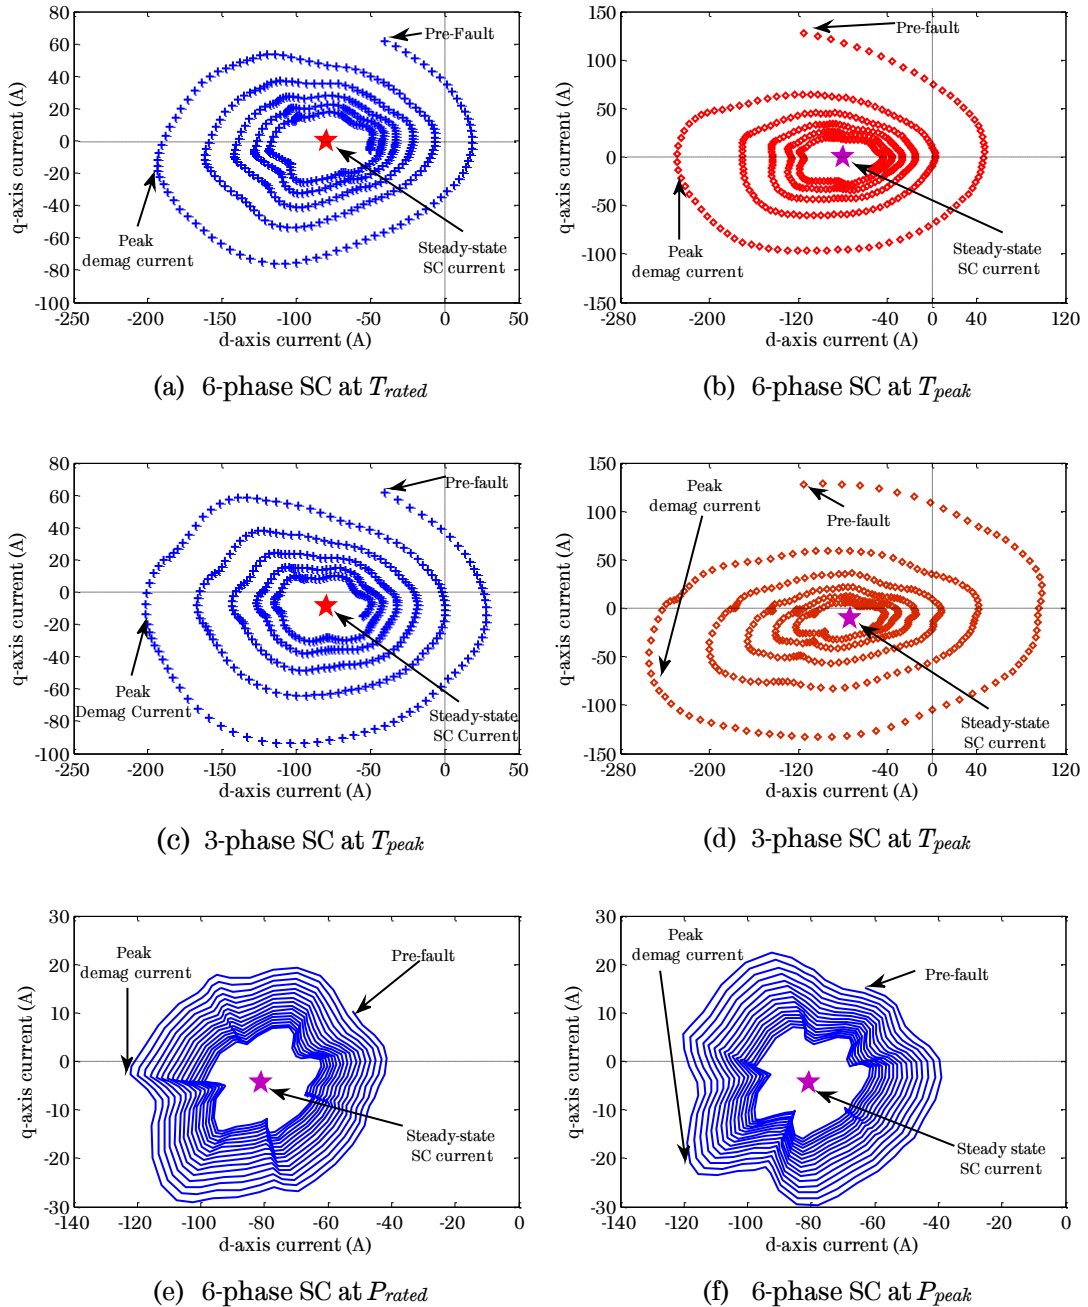 80
60
40
20
0
-20
-40
-60
-80
-100
q-axis current (A)
Pre-Fault
Peak
demag current
Steady-state
SC current
-250 -200 -150 -100 -50 0 50
d-axis current (A)
(a) 6-phase SC at Trated
150
100
50
0
-50
-100
-150
q-axis current (A)
Pre-fault
Peak
demag current
Steady-state
SC current
-280 -200 -120 -40 0 40 120
d-axis current (A)
(b) 6-phase SC at Tpeak
80
60
40
20
0
-20
-40
-60
-80
-100
q-axis current (A)
Pre-fault
Peak
Demag Current
Steady-state
SC Current
-250 -200 -150 -100 -50 0 50
d-axis current (A)
(c) 3-phase SC at Tpeak
150
100
50
0
-50
-100
-150
q-axis current (A)
Peak
demag current
Pre-fault
Steady-state
SC current
-280 -200 -120 -40 0 40 120
d-axis current (A)
(d) 3-phase SC at Tpeak
30
20
10
0
-10
-20
-30
q-axis current (A)
Peak
demag current
Pre-fault
Steady-state
SC current
-140 -120 -100 -80 -60 -40 -20 0
d-axis current (A)
(e) 6-phase SC at Prated
30
20
10
0
-10
-20
-30
q-axis current (A)
Peak
demag current
Pre-fault
Steady state
SC current
-140 -120 -100 -80 -60 -40 -20 0
d-axis current (A)
(f) 6-phase SC at Ppeak